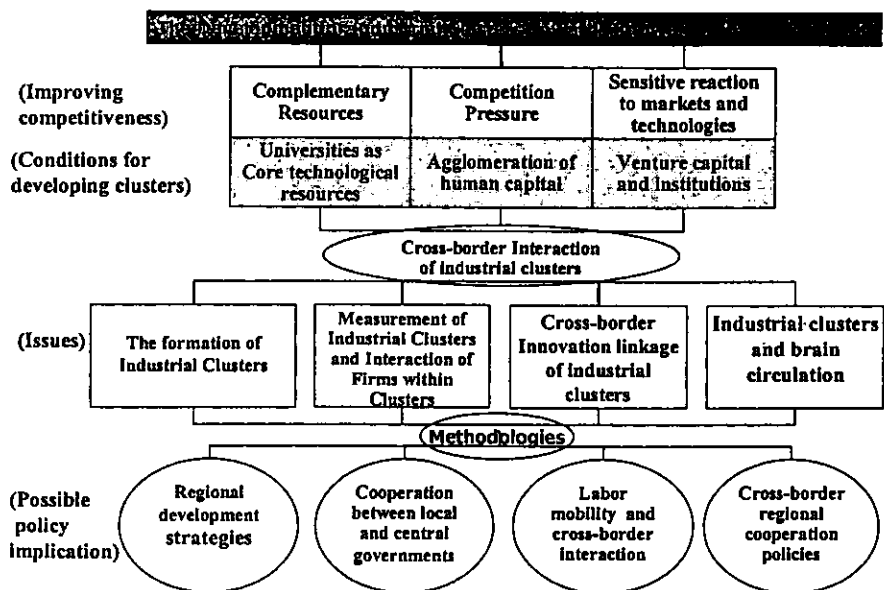 (Improving
competitiveness)
Complementary
Resources
Competition
Pressure
Sensitive reaction
to markets and
technologies
(Conditions for
developing clusters)
Universities as
Core technological
resources
Agglomeration of
human capital
Venture capital
and institutions
Cross-border Interaction
of industrial clusters
(Issues)
The formation of
Industrial Clusters
Measurement of
Industrial Clusters
and Interaction of
Firms within
Clusters
Cross-border
Innovation linkage
of industrial
clusters
Industrial clusters
and brain
circulation
Methodologies
(Possible
policy
implication)
Regional
development
strategies
Cooperation
between local
and central
governments
Labor
mobility and
cross-border
interaction
Cross-border
regional
cooperation
policies